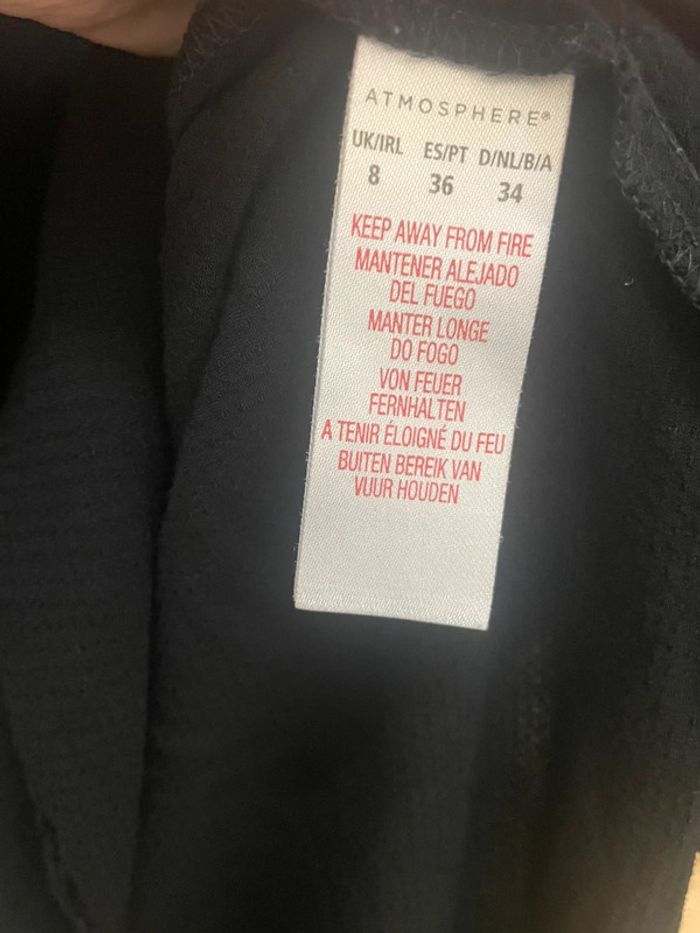 ATMOSPHERE®
UK/IRL ES/PT D/NL/B/A
8 36 34
KEEP AWAY FROM FIRE
MANTENER ALEJADO
DEL FUEGO
MANTER LONGE
DO FOGO
VON FEUER
FERNHALTEN
A TENIR ÉLOIGNÉ DU FEU
BUITEN BEREIK VAN
VUUR HOUDEN